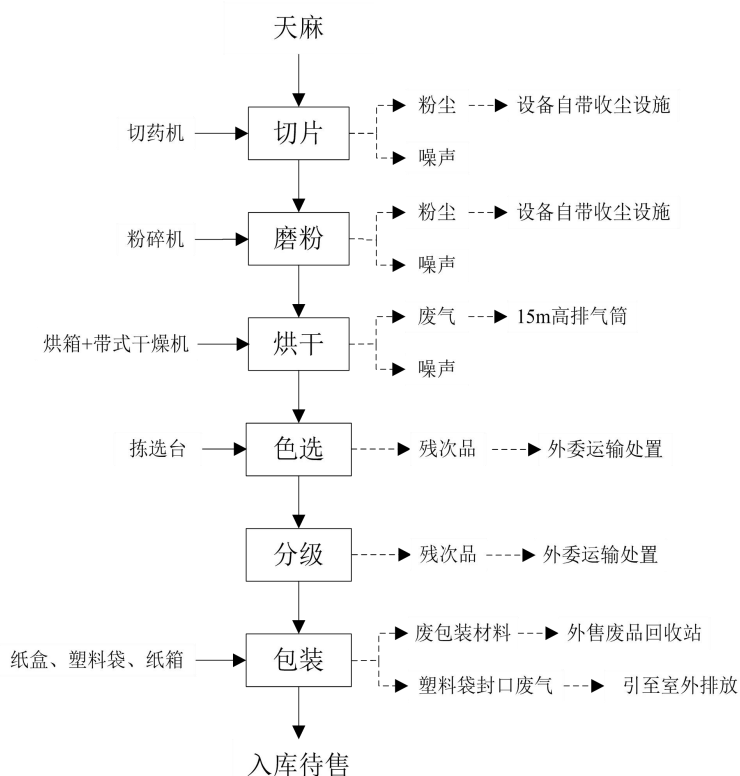 天麻
切药机
切片
粉尘
设备自带收尘设施
噪声
粉碎机
磨粉
粉尘
设备自带收尘设施
噪声
烘箱+带式干燥机
烘干
废气
15m高排气筒
噪声
拣选台
色选
残次品
外委运输处置
分级
残次品
外委运输处置
纸盒、塑料袋、纸箱
包装
废包装材料
外售废品回收站
塑料袋封口废气
引至室外排放
入库待售